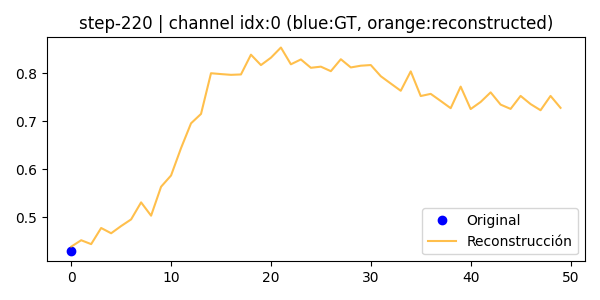 step-220 | channel idx:0 (blue:GT, orange:reconstructed)
0.8
0.7
0.6
0.5
Original
Reconstrucción
0 10 20 30 40 50